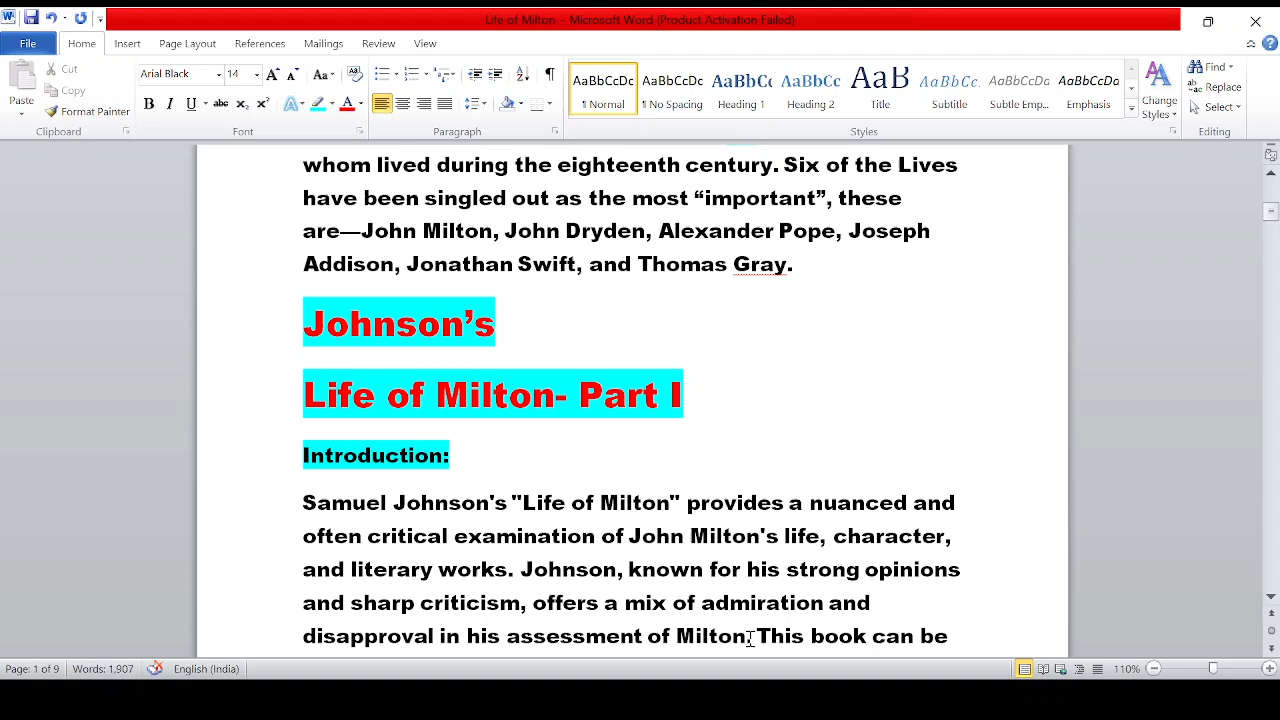 Life of Milton - Microsoft Word (Product Activation Failed)
File Home Insert Page Layout References Mailings Review View
Paste Cut Copy Format Painter
Arial Black 14
AaBbCcDc AaBbCcDc AaBbCc AaBbCc AaB AaBbCc. AaBbCcDc AaBbCcDc
¶ Normal ¶ No Spacing Heading 1 Heading 2 Title Subtitle Subtle Em... Emphasis
Change Styles
Find Replace Select
Clipboard Font Paragraph Styles Editing
whom lived during the eighteenth century. Six of the Lives
have been singled out as the most “important”, these
are—John Milton, John Dryden, Alexander Pope, Joseph
Addison, Jonathan Swift, and Thomas Gray.
Johnson’s
Life of Milton- Part I
Introduction:
Samuel Johnson's "Life of Milton" provides a nuanced and
often critical examination of John Milton's life, character,
and literary works. Johnson, known for his strong opinions
and sharp criticism, offers a mix of admiration and
disapproval in his assessment of Milton. This book can be
Page: 1 of 9 Words: 1,907 English (India) 110%